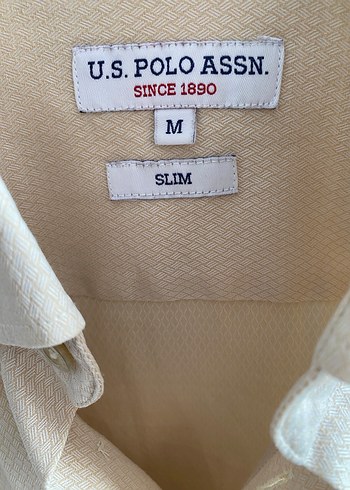 U.S. POLO ASSN.
SINCE 1890
M
SLIM